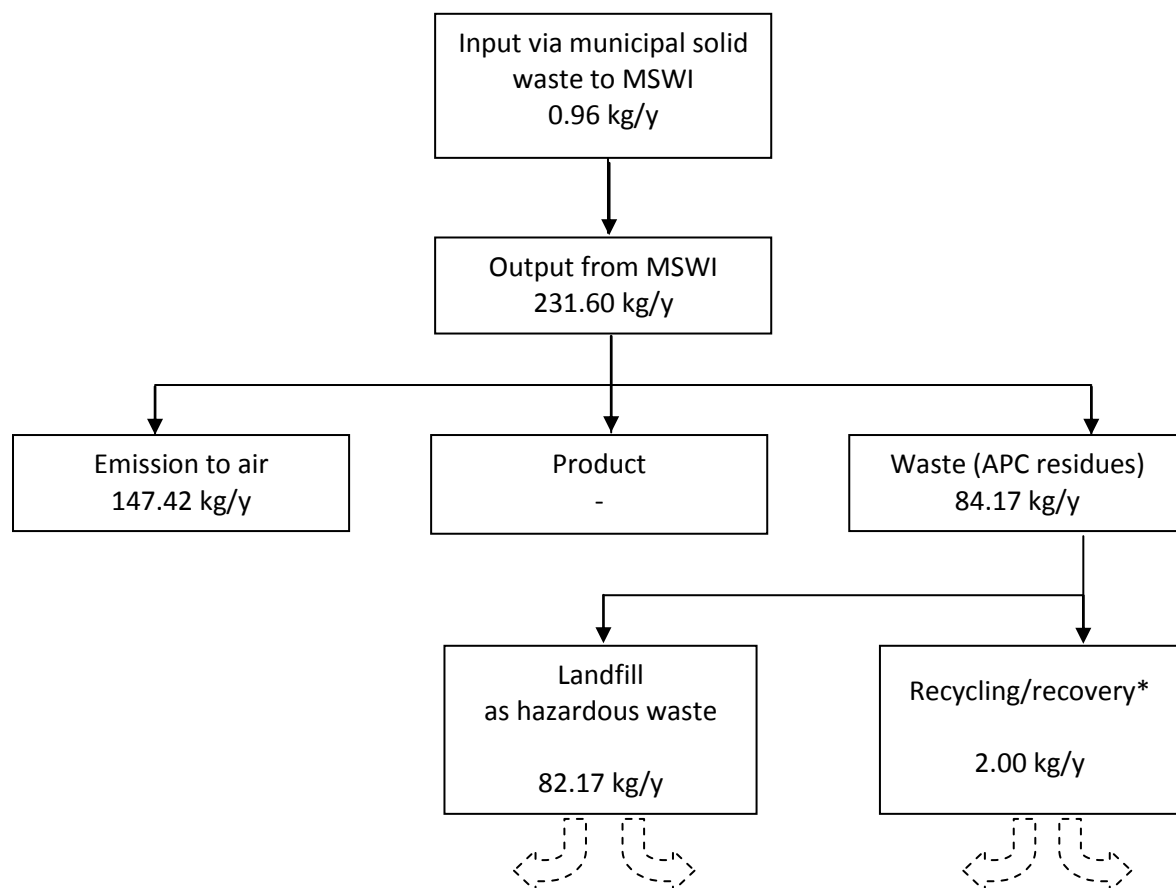 Input via municipal solid
waste to MSWI
0.96 kg/y
Output from MSWI
231.60 kg/y
Emission to air
147.42 kg/y
Product
-
Waste (APC residues)
84.17 kg/y
Landfill
as hazardous waste
82.17 kg/y
Recycling/recovery*
2.00 kg/y